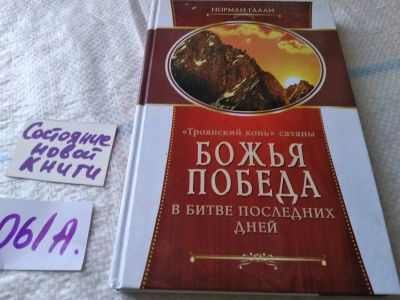 НОРМАН ГАЛЛИ
«Троянский конь» сатаны
БОЖЬЯ
ПОБЕДА
В БИТВЕ ПОСЛЕДНИХ
ДНЕЙ
Состояние
новой
книги
061А.